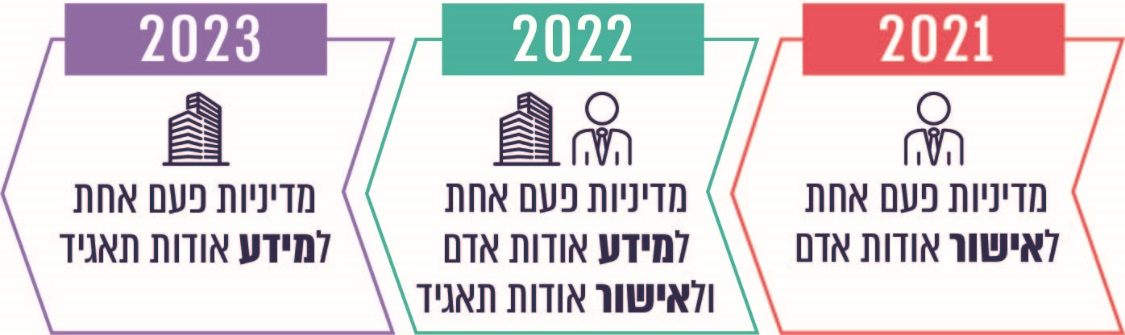 2021
מדיניות פעם אחת
לאישור אודות אדם
2022
מדיניות פעם אחת
למידע אודות אדם
ולאישור אודות תאגיד
2023
מדיניות פעם אחת
למידע אודות תאגיד